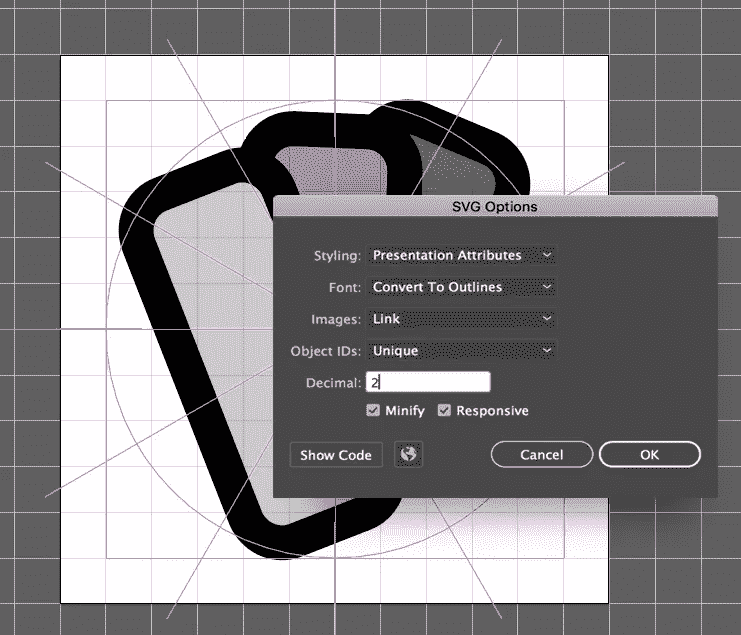 SVG Options
Styling: Presentation Attributes
Font: Convert To Outlines
Images: Link
Object IDs: Unique
Decimal: 2
Minify Responsive
Show Code Cancel OK